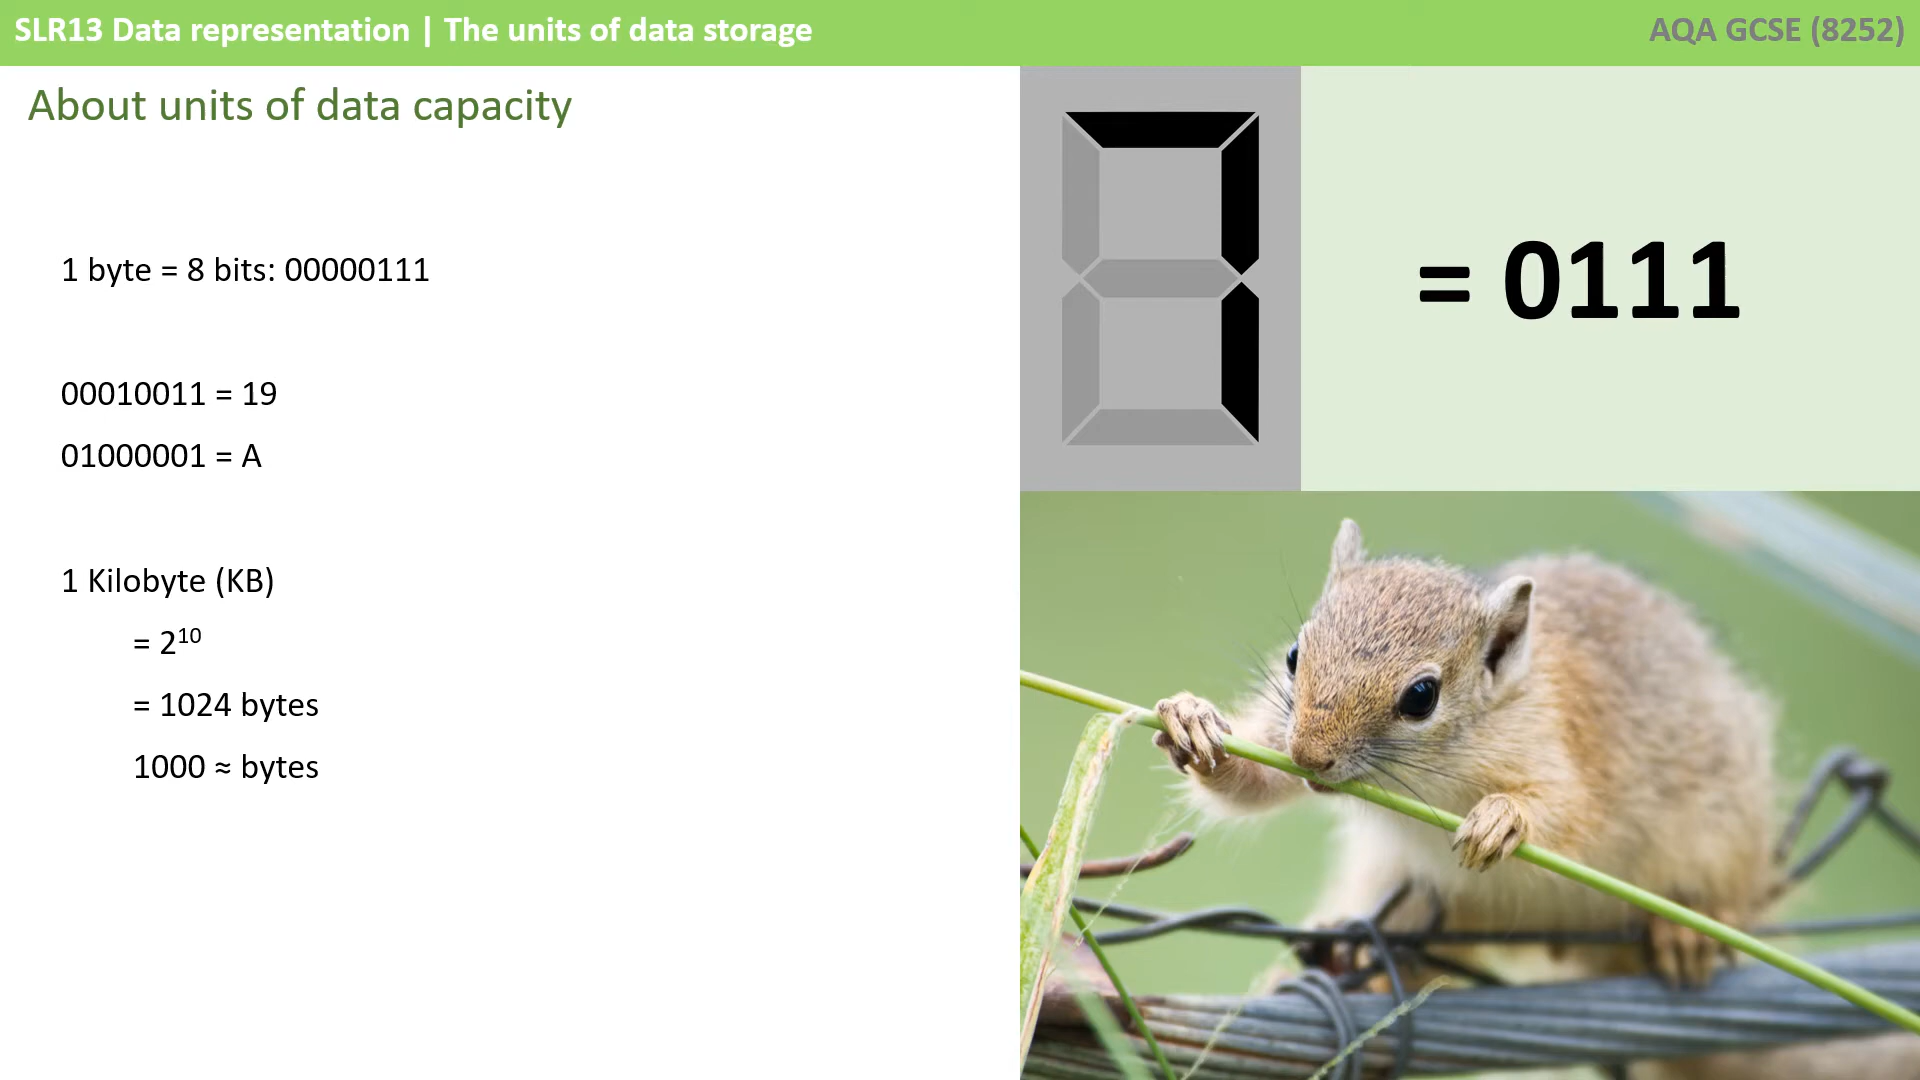 SLR13 Data representation | The units of data storage
AQA GCSE (8252)
About units of data capacity
1 byte = 8 bits: 00000111
00010011 = 19
01000001 = A
1 Kilobyte (KB)
= 2¹⁰
= 1024 bytes
1000 ≈ bytes
7
= 0111